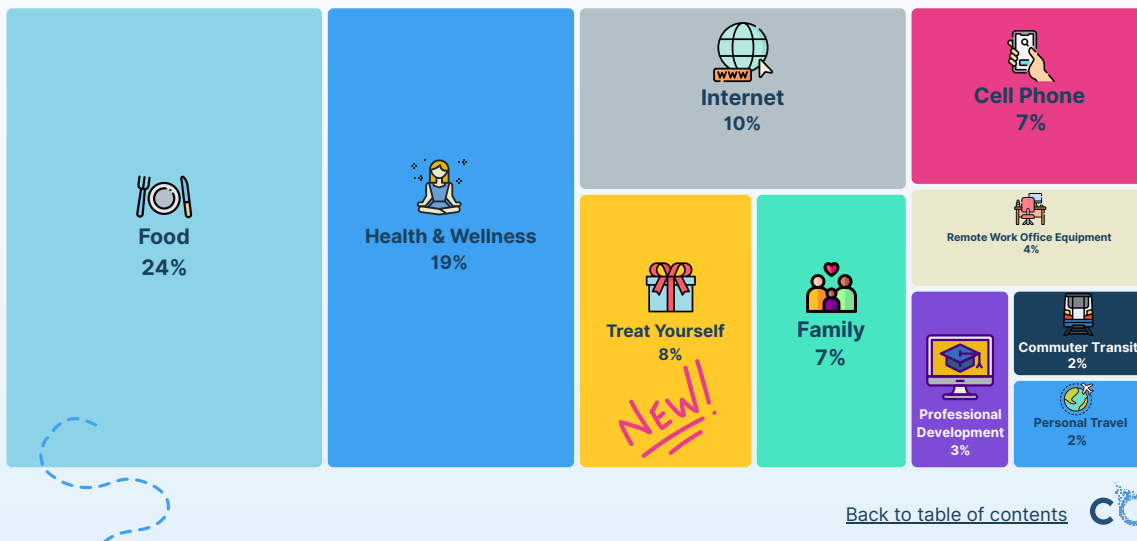 Food
24%
Health & Wellness
19%
WWW
Internet
10%
Cell Phone
7%
Treat Yourself
8%
NEW!
Family
7%
Remote Work Office Equipment
4%
Professional
Development
3%
Commuter Transit
2%
Personal Travel
2%
Back to table of contents